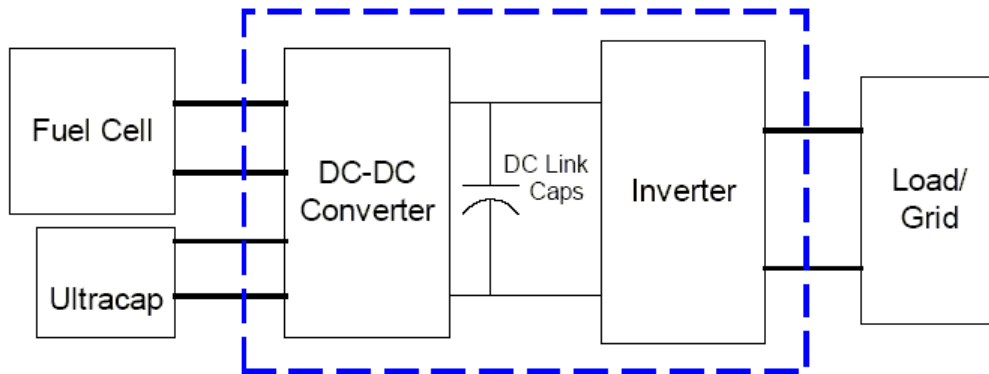 Fuel Cell
Ultracap
DC-DC
Converter
DC Link
Caps
Inverter
Load/
Grid